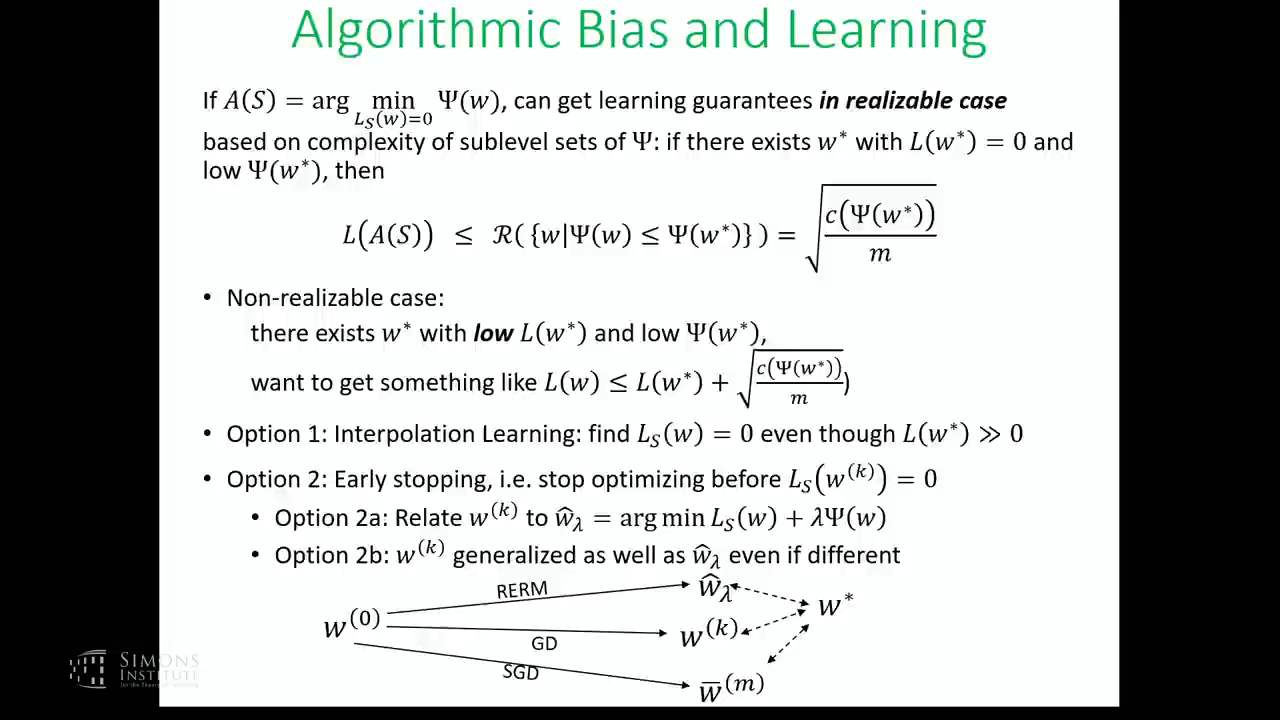 Algorithmic Bias and Learning
If A(S) = arg min_{L_S(w)=0} Ψ(w), can get learning guarantees in realizable case
based on complexity of sublevel sets of Ψ: if there exists w* with L(w*) = 0 and
low Ψ(w*), then
L(A(S)) ≤ ℛ( {w|Ψ(w) ≤ Ψ(w*)} ) = √(c(Ψ(w*))/m)
• Non-realizable case:
there exists w* with low L(w*) and low Ψ(w*),
want to get something like L(w) ≤ L(w*) + √(c(Ψ(w*))/m))
• Option 1: Interpolation Learning: find L_S(w) = 0 even though L(w*) ≫ 0
• Option 2: Early stopping, i.e. stop optimizing before L_S(w^(k)) = 0
• Option 2a: Relate w^(k) to ŵ_λ = arg min L_S(w) + λΨ(w)
• Option 2b: w^(k) generalized as well as ŵ_λ even if different
RERM
ŵ_λ
w*
w^(0)
w^(k)
GD
SGD
w̅^(m)
SIMONS
INSTITUTE